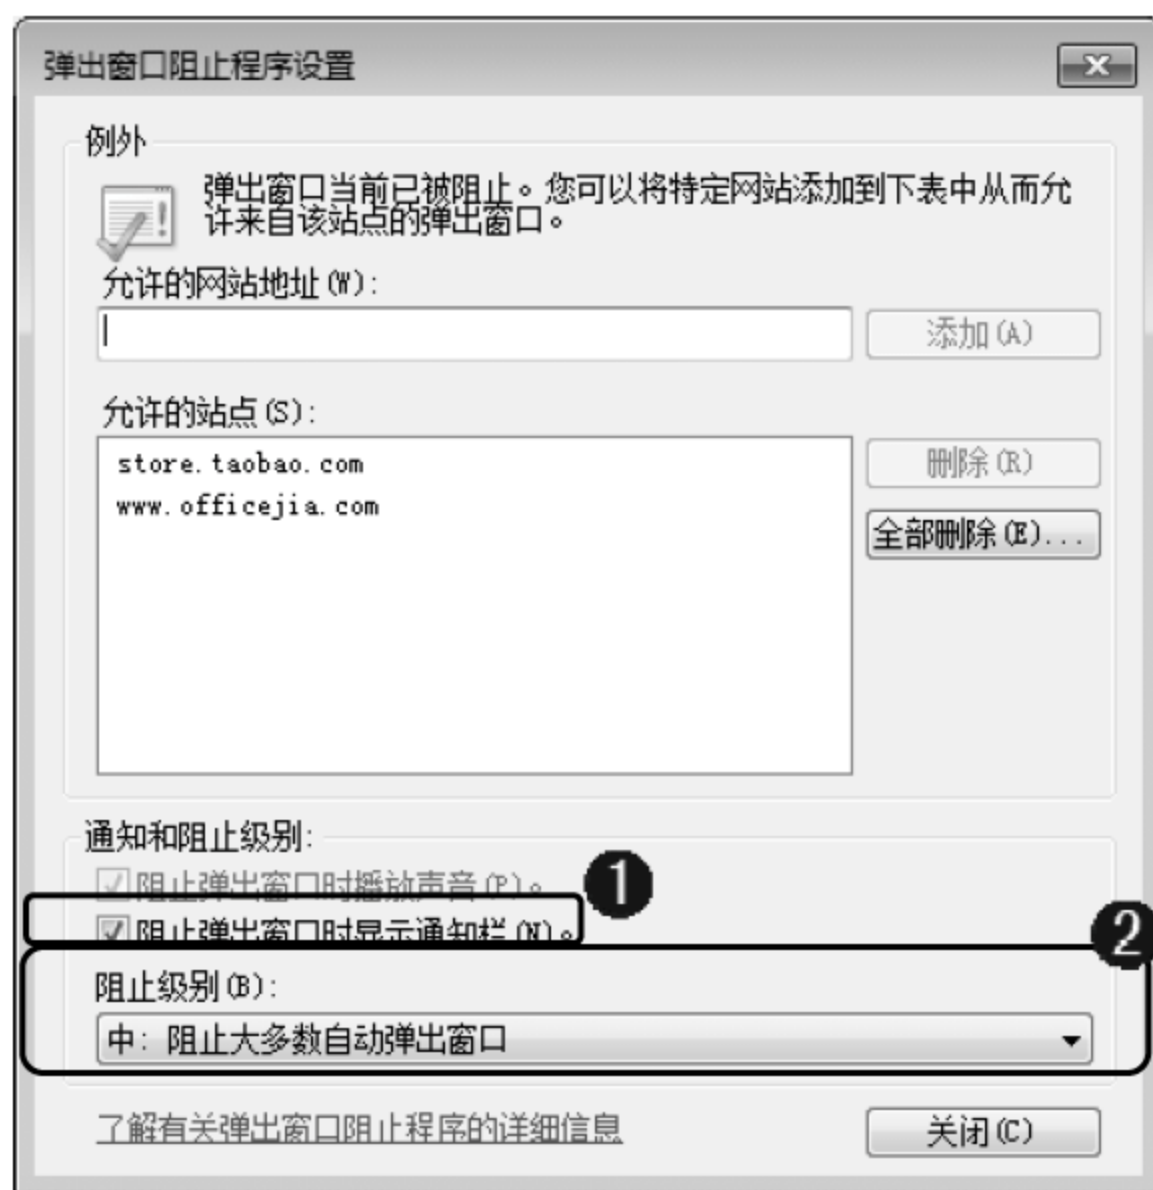 弹出窗口阻止程序设置
例外
弹出窗口当前已被阻止。您可以将特定网站添加到下表中从而允
许来自该站点的弹出窗口。
允许的网站地址(W):
添加(A)
允许的站点(S):
store.taobao.com
www.officejia.com
删除(R)
全部删除(E)...
通知和阻止级别:
阻止弹出窗口时播放声音(P)。
1
阻止弹出窗口时显示通知栏(N)。
2
阻止级别(B):
中: 阻止大多数自动弹出窗口
了解有关弹出窗口阻止程序的详细信息
关闭(C)